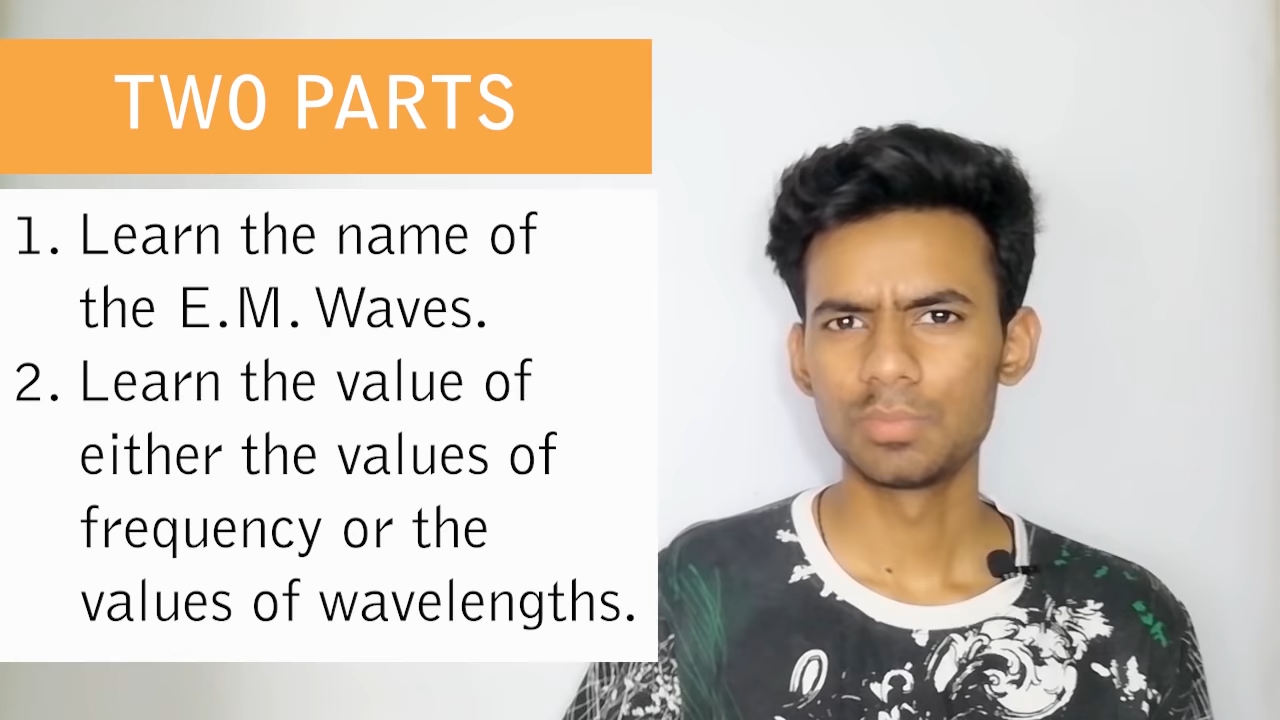 TWO PARTS
1. Learn the name of
the E.M. Waves.
2. Learn the value of
either the values of
frequency or the
values of wavelengths.